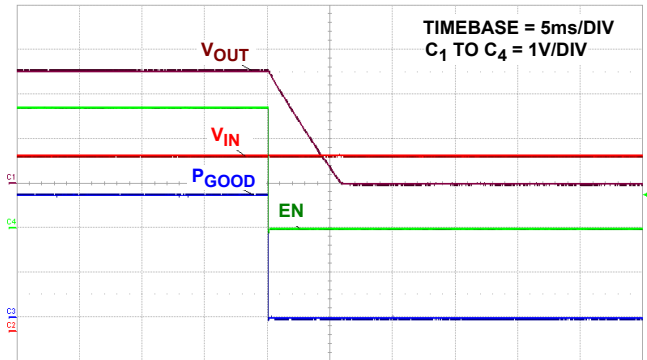 TIMEBASE = 5ms/DIV
C1 TO C4 = 1V/DIV
VOUT
VIN
C1
PGOOD
EN
C4
C3
C2